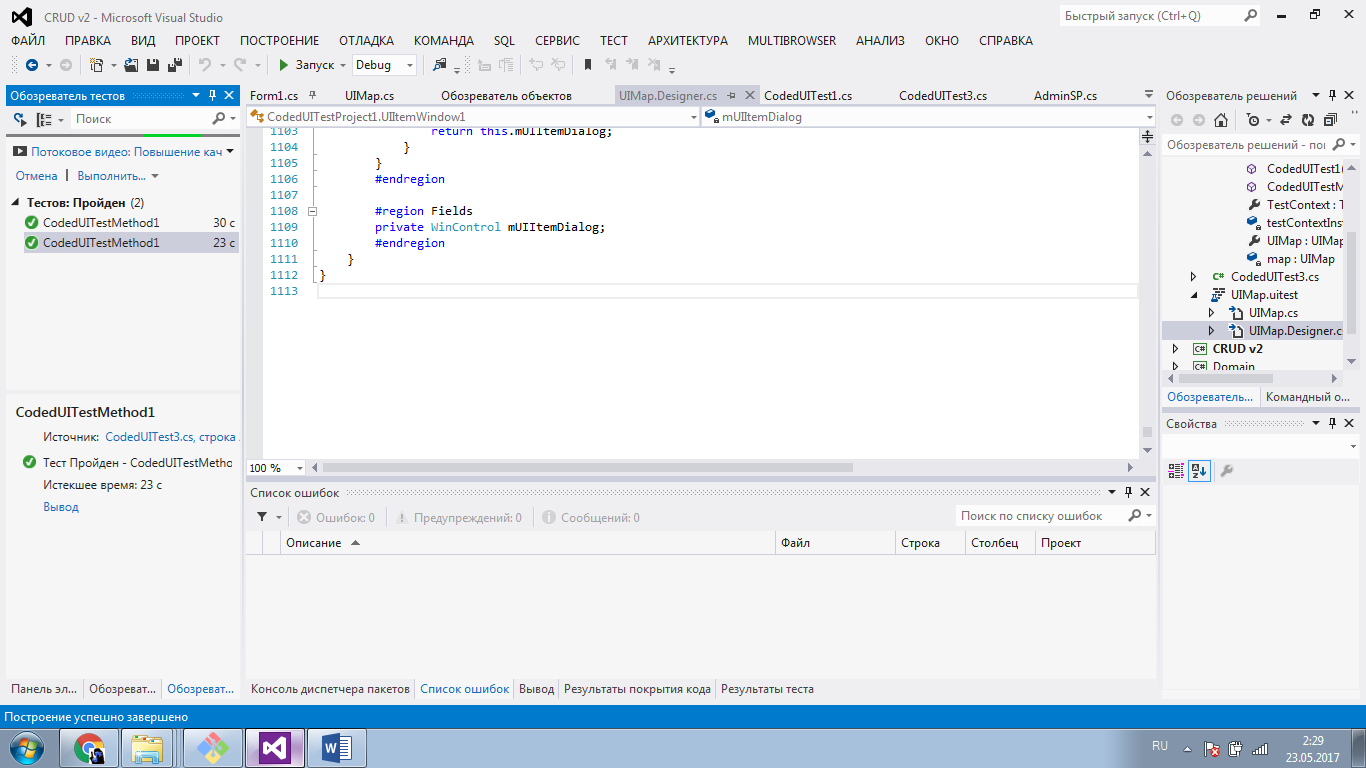 CRUD v2 - Microsoft Visual Studio
Быстрый запуск (Ctrl+Q)
ФАЙЛ ПРАВКА ВИД ПРОЕКТ ПОСТРОЕНИЕ ОТЛАДКА КОМАНДА SQL СЕРВИС ТЕСТ АРХИТЕКТУРА MULTIBROWSER АНАЛИЗ ОКНО СПРАВКА
Запуск Debug
Обозреватель тестов
Поиск
Потоковое видео: Повышение кач
Отмена | Выполнить...
Тестов: Пройден (2)
CodedUITestMethod1 30 с
CodedUITestMethod1 23 с
CodedUITestMethod1
Источник: CodedUITest3.cs, строка
Тест Пройден - CodedUITestMetho
Истекшее время: 23 с
Вывод
Панель эл... Обозреват... Обозреват...
Form1.cs UIMap.cs Обозреватель объектов UIMap.Designer.cs CodedUITest1.cs CodedUITest3.cs AdminSP.cs
CodedUITestProject1.UIItemWindow1 mUIItemDialog
1103 return this.mUIItemDialog;
1104 }
1105 }
1106 #endregion
1107
1108 #region Fields
1109 private WinControl mUIItemDialog;
1110 #endregion
1111 }
1112 }
1113
100 %
Список ошибок
Ошибок: 0 Предупреждений: 0 Сообщений: 0 Поиск по списку ошибок
Описание Файл Строка Столбец Проект
Консоль диспетчера пакетов Список ошибок Вывод Результаты покрытия кода Результаты теста
Обозреватель решений
Обозреватель решений - по
CodedUITest1(
CodedUITestM
TestContext : T
testContextIns
UIMap : UIMap
map : UIMap
CodedUITest3.cs
UIMap.uitest
UIMap.cs
UIMap.Designer.c
CRUD v2
Domain
Обозреватель... Командный о...
Свойства
Построение успешно завершено
RU
2:29
23.05.2017